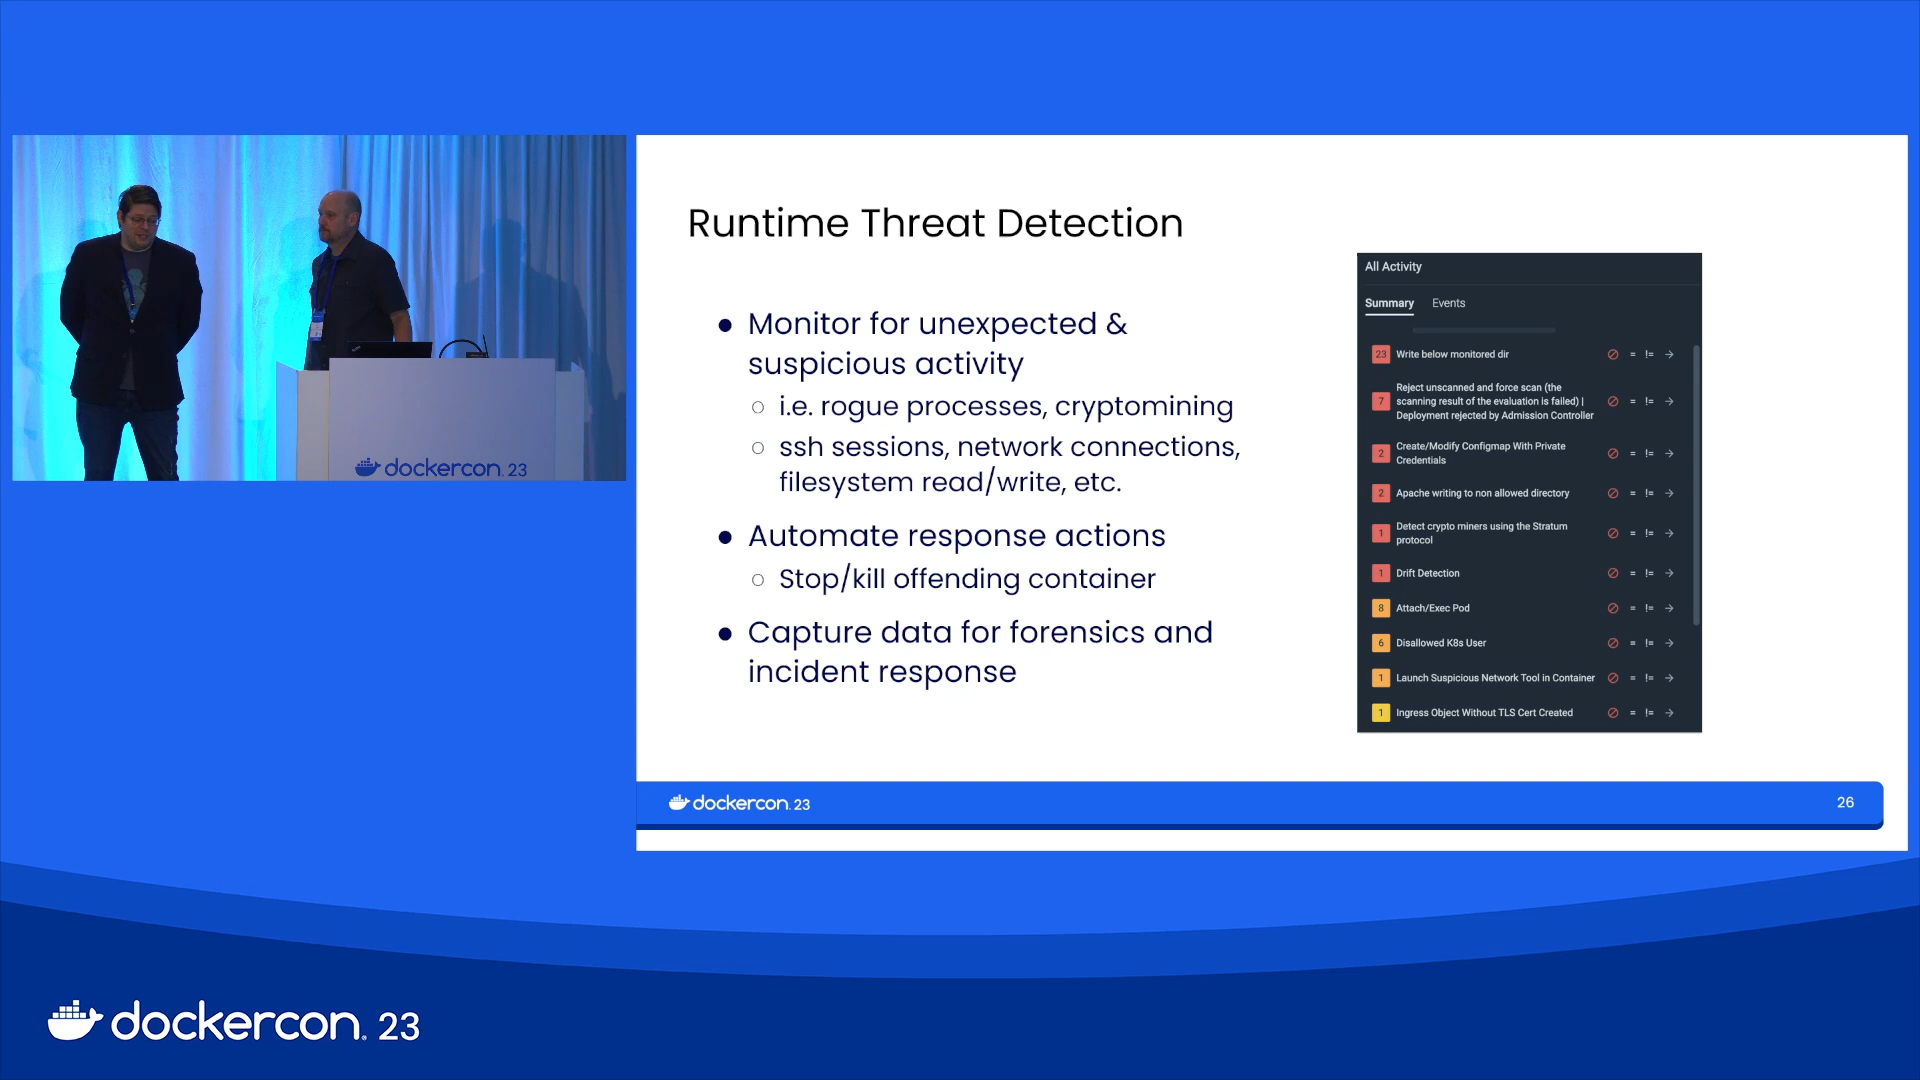 dockercon. 23
Runtime Threat Detection
● Monitor for unexpected &
suspicious activity
○ i.e. rogue processes, cryptomining
○ ssh sessions, network connections,
filesystem read/write, etc.
● Automate response actions
○ Stop/kill offending container
● Capture data for forensics and
incident response
All Activity
Summary Events
23 Write below monitored dir = != →
Reject unscanned and force scan (the
7 scanning result of the evaluation is failed) | = != →
Deployment rejected by Admission Controller
2 Create/Modify Configmap With Private = != →
Credentials
2 Apache writing to non allowed directory = != →
1 Detect crypto miners using the Stratum = != →
protocol
1 Drift Detection = != →
8 Attach/Exec Pod = != →
6 Disallowed K8s User = != →
1 Launch Suspicious Network Tool in Container = != →
1 Ingress Object Without TLS Cert Created = != →
dockercon. 23
26
dockercon. 23